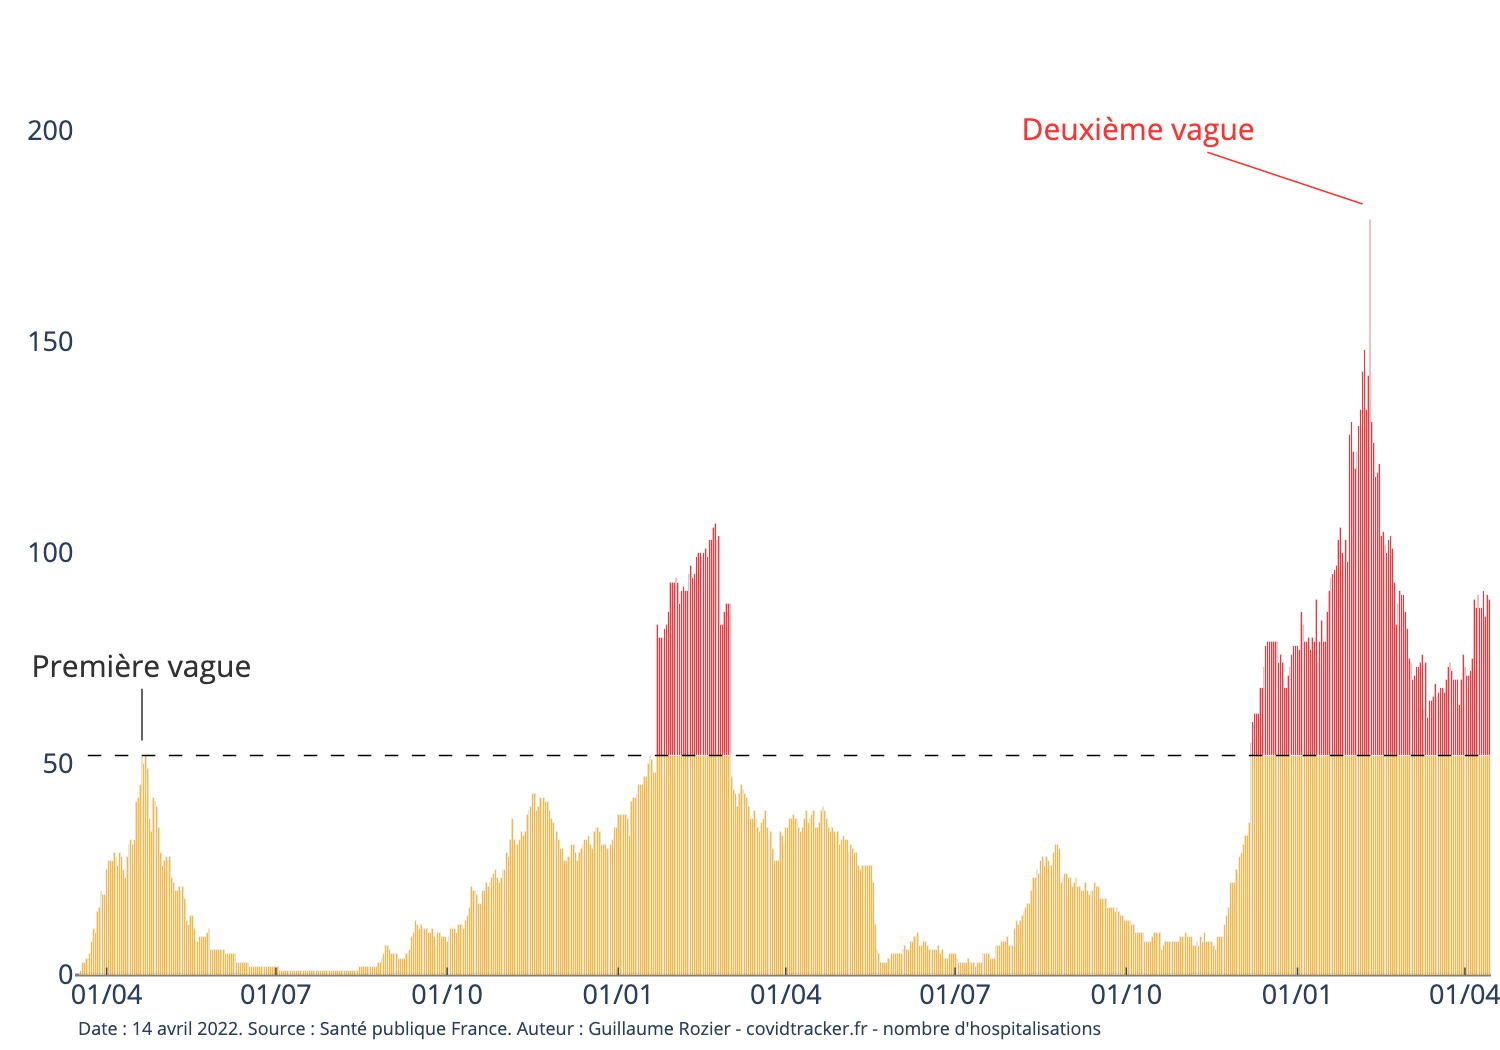 200
Deuxième vague
150
100
Première vague
50
0
01/04 01/07 01/10 01/01 01/04 01/07 01/10 01/01 01/04
Date : 14 avril 2022. Source : Santé publique France. Auteur : Guillaume Rozier - covidtracker.fr - nombre d'hospitalisations